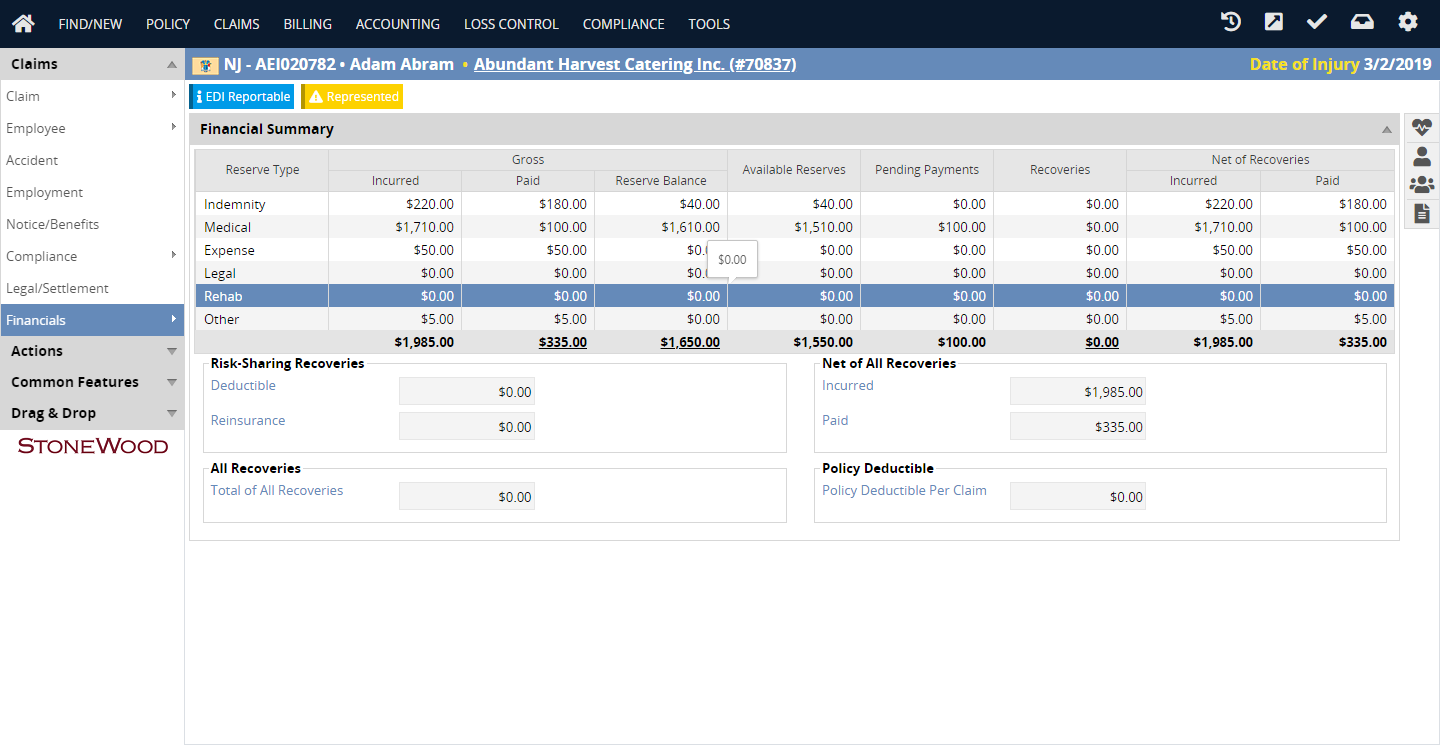 FIND/NEW POLICY CLAIMS BILLING ACCOUNTING LOSS CONTROL COMPLIANCE TOOLS
Claims
Claim
Employee
Accident
Employment
Notice/Benefits
Compliance
Legal/Settlement
Financials
Actions
Common Features
Drag & Drop
STONEWOOD
NJ - AEI020782 • Adam Abram • Abundant Harvest Catering Inc. (#70837) Date of Injury 3/2/2019
EDI Reportable Represented
Financial Summary
Reserve Type Gross Available Reserves Pending Payments Recoveries Net of Recoveries
Incurred Paid Reserve Balance Incurred Paid
Indemnity $220.00 $180.00 $40.00 $40.00 $0.00 $0.00 $220.00 $180.00
Medical $1,710.00 $100.00 $1,610.00 $1,510.00 $100.00 $0.00 $1,710.00 $100.00
Expense $50.00 $50.00 $0. $0.00 $0.00 $0.00 $50.00 $50.00
$0.00
Legal $0.00 $0.00 $0. $0.00 $0.00 $0.00 $0.00 $0.00
Rehab $0.00 $0.00 $0.00 $0.00 $0.00 $0.00 $0.00 $0.00
Other $5.00 $5.00 $0.00 $0.00 $0.00 $0.00 $5.00 $5.00
$1,985.00 $335.00 $1,650.00 $1,550.00 $100.00 $0.00 $1,985.00 $335.00
Risk-Sharing Recoveries
Deductible $0.00
Reinsurance $0.00
Net of All Recoveries
Incurred $1,985.00
Paid $335.00
All Recoveries
Total of All Recoveries $0.00
Policy Deductible
Policy Deductible Per Claim $0.00